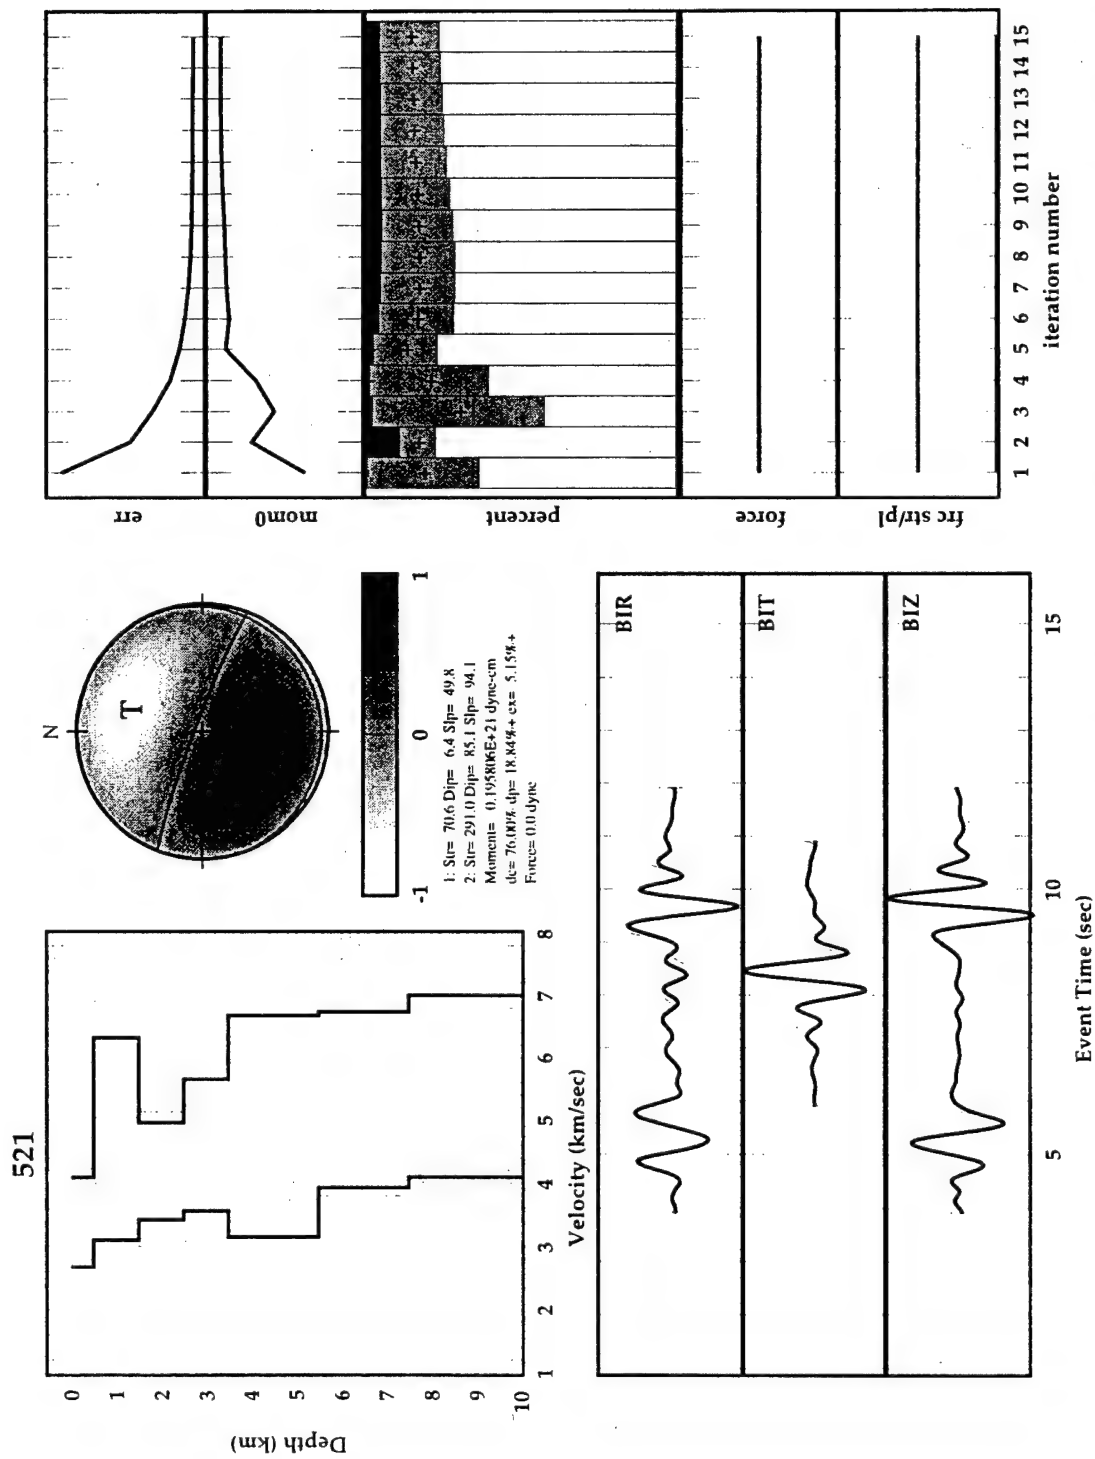 521
0
1
2
3
4
5
6
7
8
9
10
Depth (km)
1 2 3 4 5 6 7 8
Velocity (km/sec)
N
T
-1 0 1
1: Str= 70.6 Dip= 6.4 Slp= 49.8
2: Str= 291.0 Dip= 85.1 Slp= 94.1
Moment= 0.195806E+21 dyne-cm
dc= 76.00% dp= 18.84%+ ex= 5.15%+
Force= 0.0 dyne
err
mom0
percent
force
frc str/pl
1 2 3 4 5 6 7 8 9 10 11 12 13 14 15
iteration number
BIR
BIT
BIZ
5 10 15
Event Time (sec)